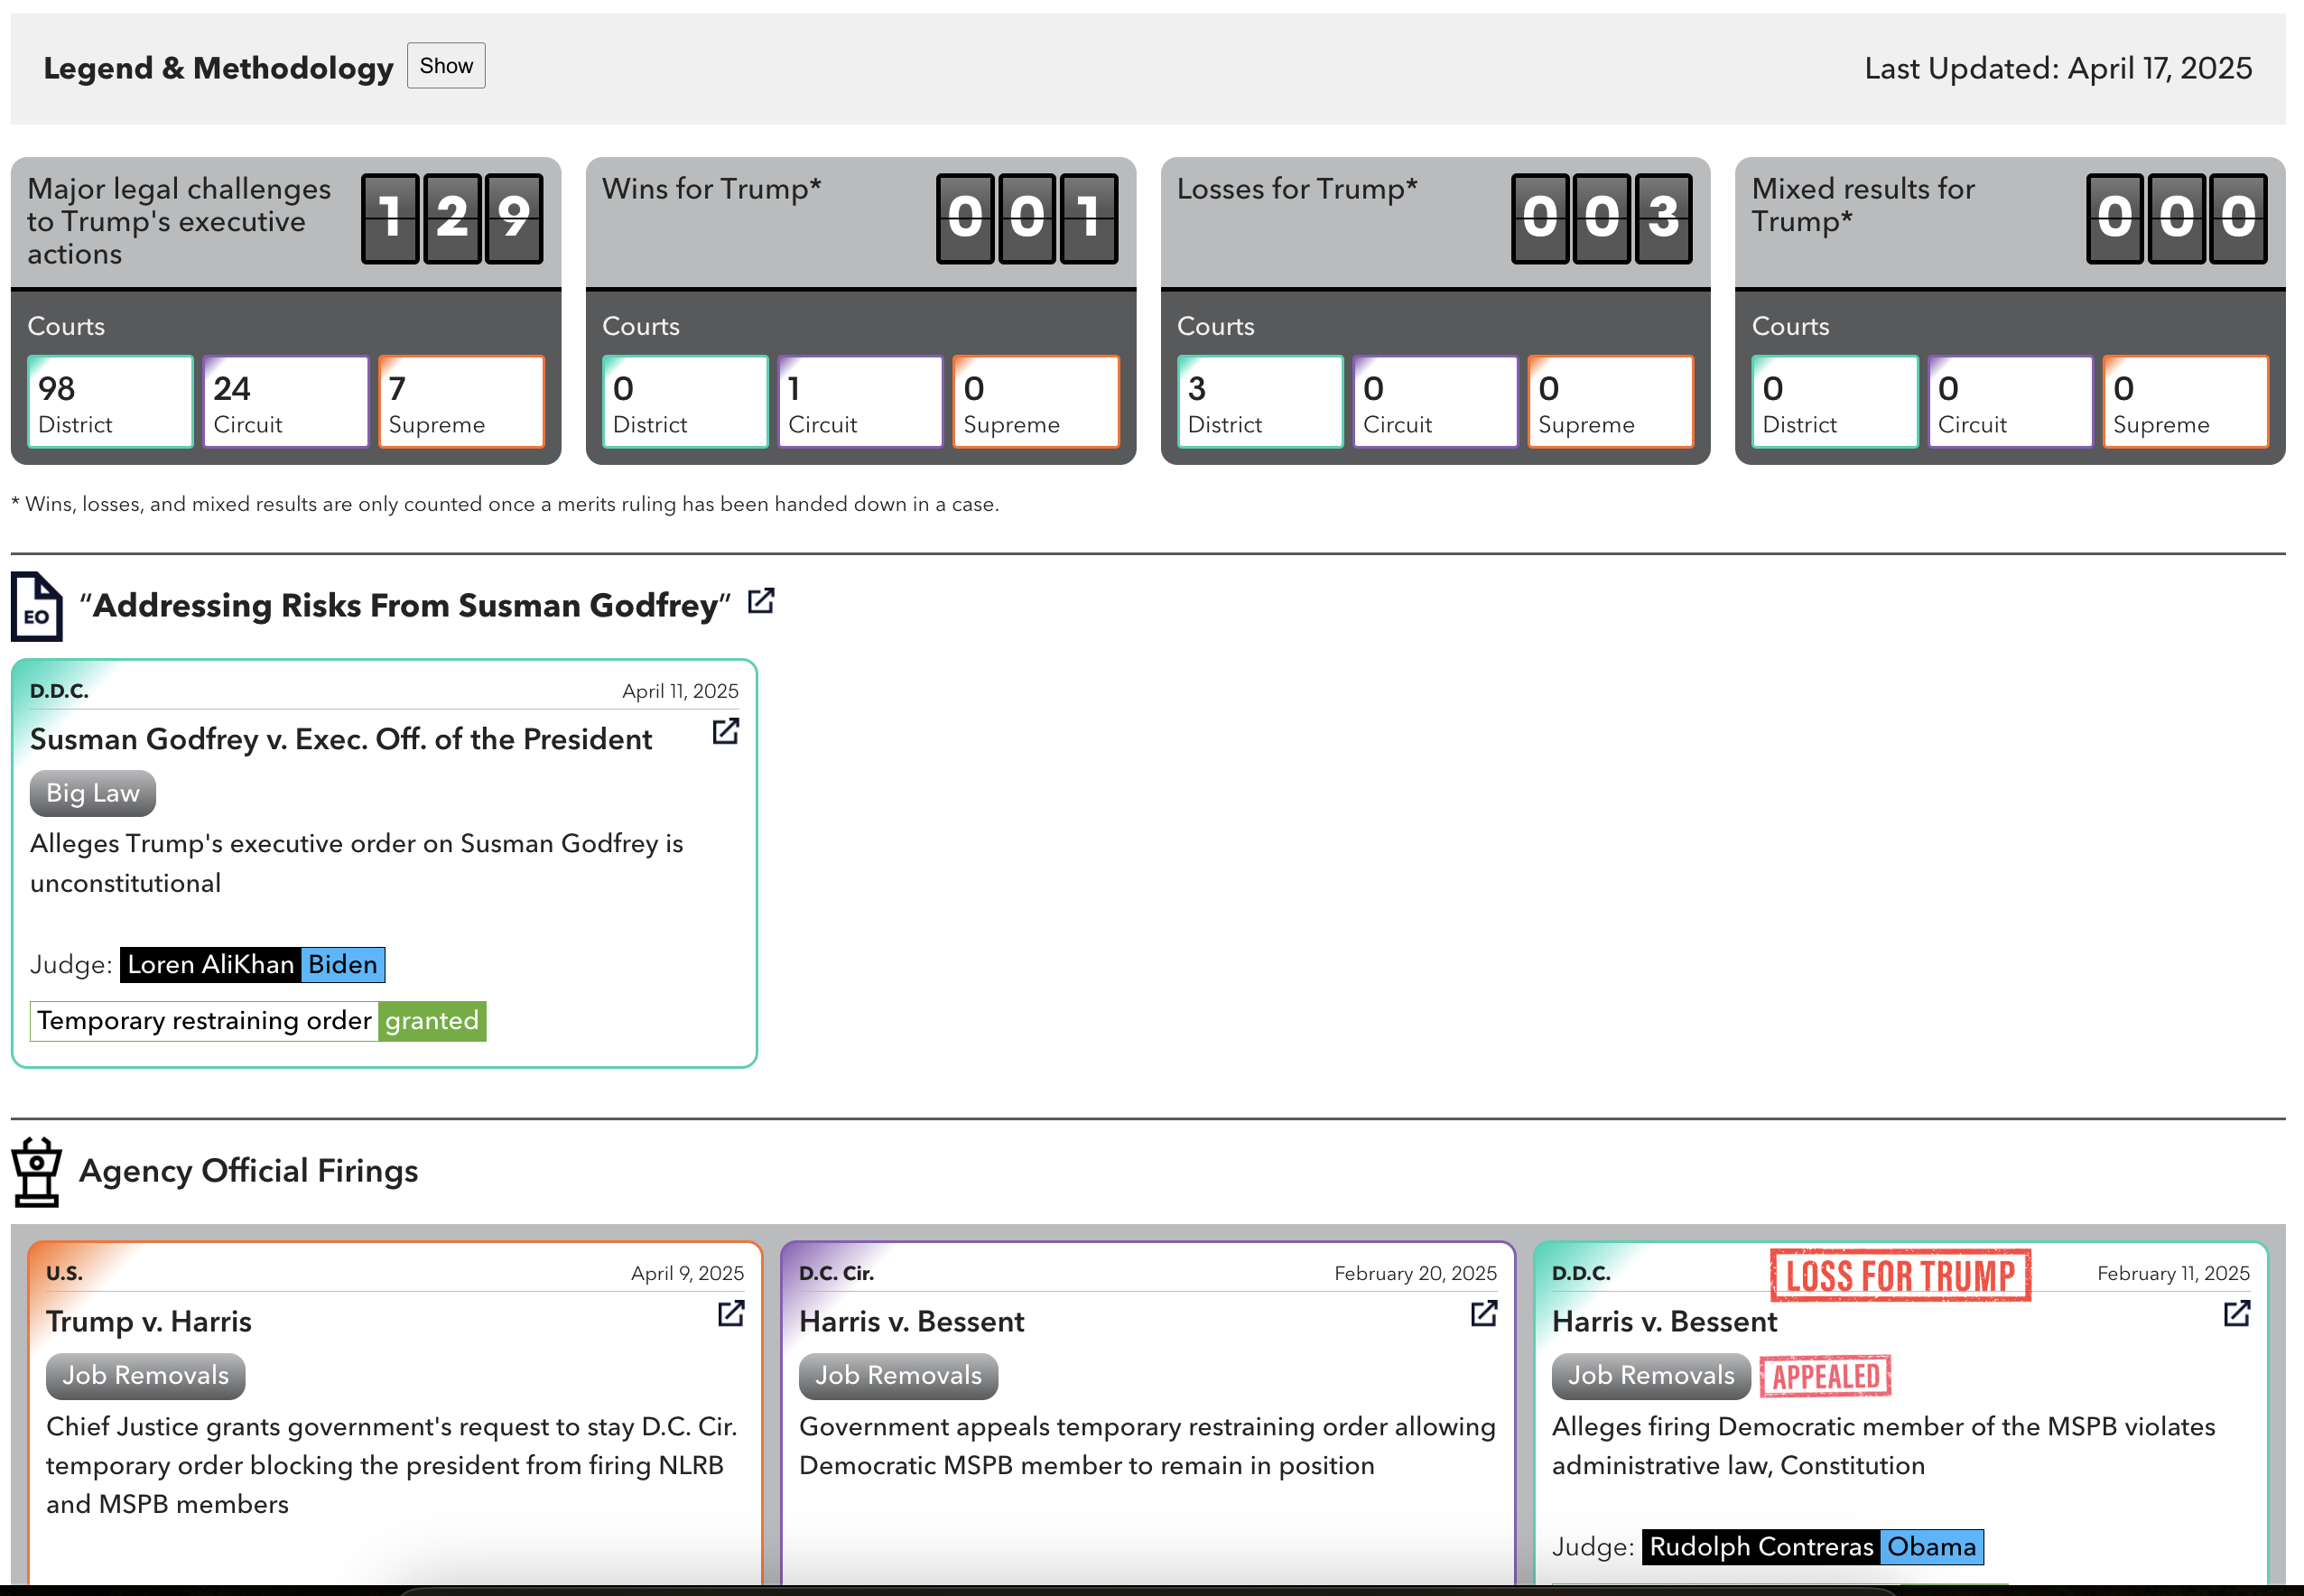 Legend & Methodology Show Last Updated: April 17, 2025
Major legal challenges
to Trump's executive
actions
129
Courts
98
District
24
Circuit
7
Supreme
Wins for Trump*
001
Courts
0
District
1
Circuit
0
Supreme
Losses for Trump*
003
Courts
3
District
0
Circuit
0
Supreme
Mixed results for
Trump*
000
Courts
0
District
0
Circuit
0
Supreme
* Wins, losses, and mixed results are only counted once a merits ruling has been handed down in a case.
EO
“Addressing Risks From Susman Godfrey”
D.D.C. April 11, 2025
Susman Godfrey v. Exec. Off. of the President
Big Law
Alleges Trump's executive order on Susman Godfrey is
unconstitutional
Judge: Loren AliKhan Biden
Temporary restraining order granted
Agency Official Firings
U.S. April 9, 2025
Trump v. Harris
Job Removals
Chief Justice grants government's request to stay D.C. Cir.
temporary order blocking the president from firing NLRB
and MSPB members
D.C. Cir. February 20, 2025
Harris v. Bessent
Job Removals
Government appeals temporary restraining order allowing
Democratic MSPB member to remain in position
D.D.C. LOSS FOR TRUMP February 11, 2025
Harris v. Bessent
Job Removals APPEALED
Alleges firing Democratic member of the MSPB violates
administrative law, Constitution
Judge: Rudolph Contreras Obama